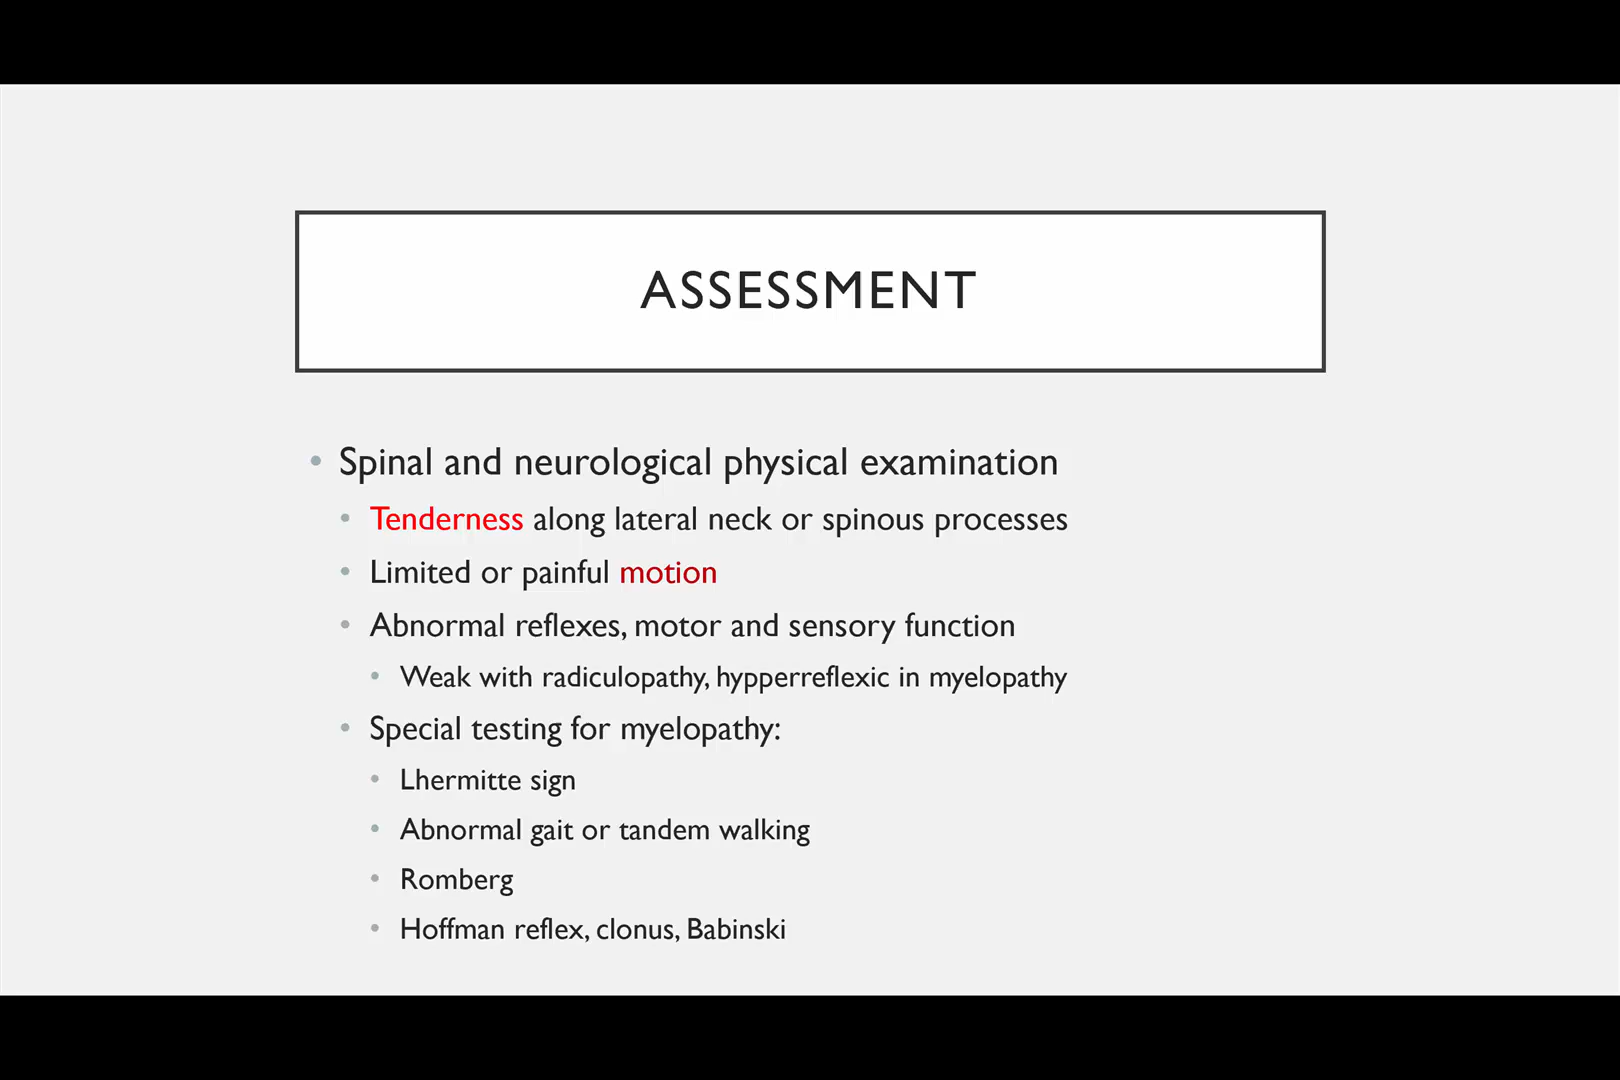 ASSESSMENT
• Spinal and neurological physical examination
• Tenderness along lateral neck or spinous processes
• Limited or painful motion
• Abnormal reflexes, motor and sensory function
• Weak with radiculopathy, hypperreflexic in myelopathy
• Special testing for myelopathy:
• Lhermitte sign
• Abnormal gait or tandem walking
• Romberg
• Hoffman reflex, clonus, Babinski